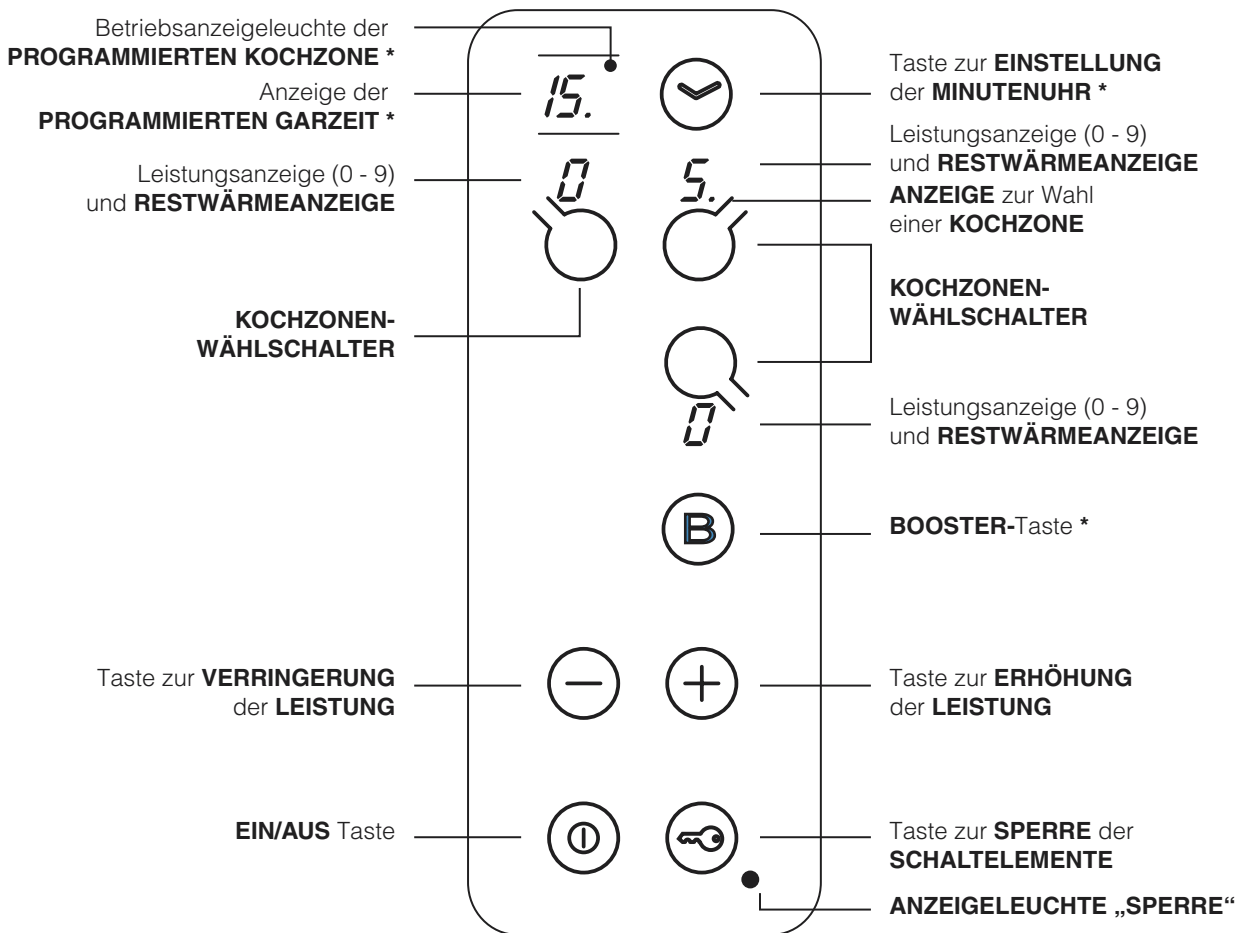 Betriebsanzeigeleuchte der
PROGRAMMIERTEN KOCHZONE *
Anzeige der
PROGRAMMIERTEN GARZEIT *
Leistungsanzeige (0 - 9)
und RESTWÄRMEANZEIGE
KOCHZONEN-
WÄHLSCHALTER
Taste zur VERRINGERUNG
der LEISTUNG
EIN/AUS Taste
15.
0
5.
0
B
Taste zur EINSTELLUNG
der MINUTENUHR *
Leistungsanzeige (0 - 9)
und RESTWÄRMEANZEIGE
ANZEIGE zur Wahl
einer KOCHZONE
KOCHZONEN-
WÄHLSCHALTER
Leistungsanzeige (0 - 9)
und RESTWÄRMEANZEIGE
BOOSTER-Taste *
Taste zur ERHÖHUNG
der LEISTUNG
Taste zur SPERRE der
SCHALTELEMENTE
ANZEIGELEUCHTE „SPERRE“